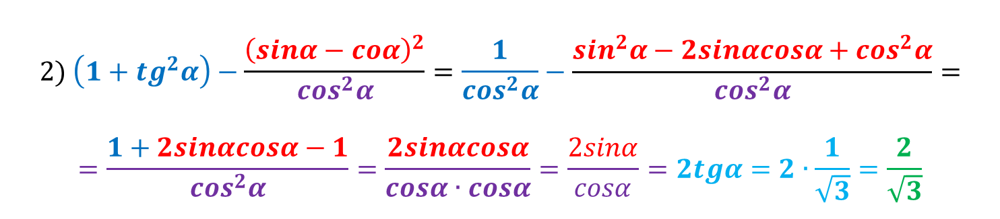 2) (1 + tg²α) − (sinα − coα)² / cos²α = 1 / cos²α − sin²α − 2sinαcosα + cos²α / cos²α =
= 1 + 2sinαcosα − 1 / cos²α = 2sinαcosα / cosα · cosα = 2sinα / cosα = 2tgα = 2 · 1 / √3 = 2 / √3